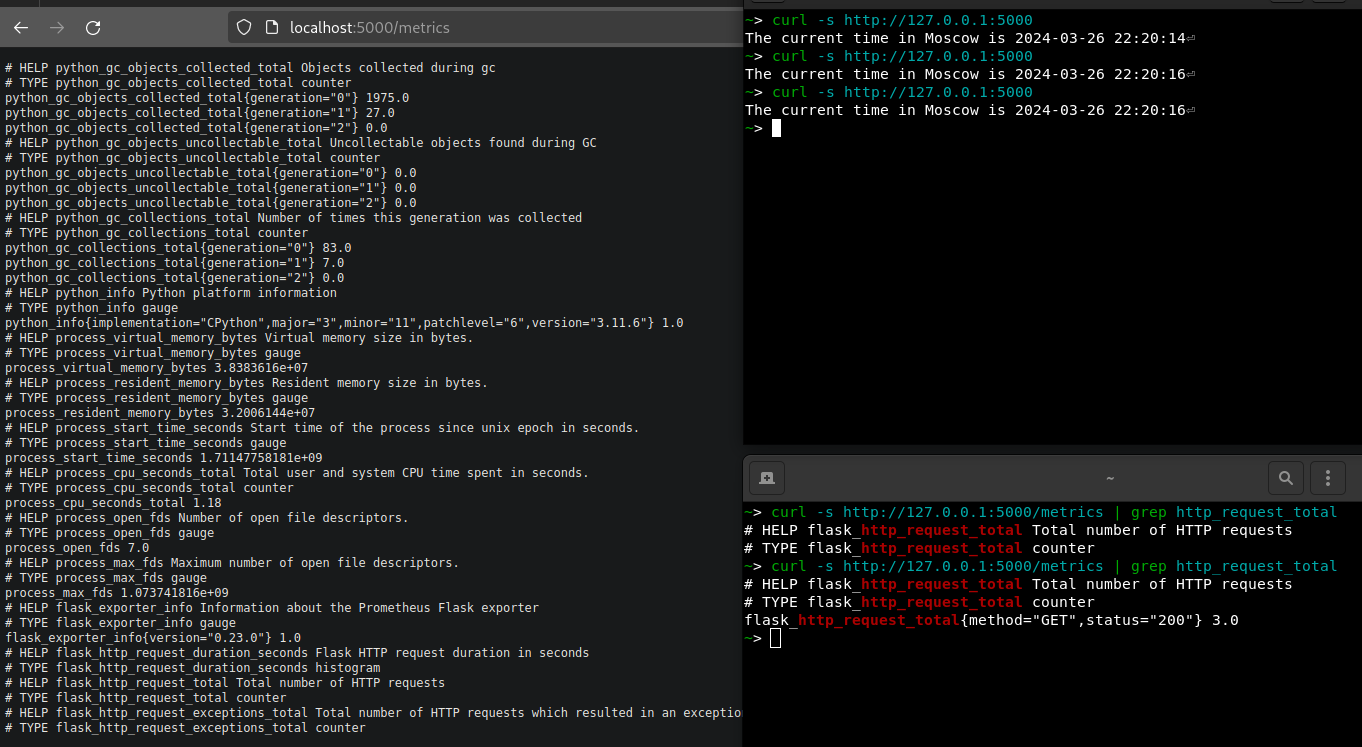 localhost:5000/metrics
# HELP python_gc_objects_collected_total Objects collected during gc
# TYPE python_gc_objects_collected_total counter
python_gc_objects_collected_total{generation="0"} 1975.0
python_gc_objects_collected_total{generation="1"} 27.0
python_gc_objects_collected_total{generation="2"} 0.0
# HELP python_gc_objects_uncollectable_total Uncollectable objects found during GC
# TYPE python_gc_objects_uncollectable_total counter
python_gc_objects_uncollectable_total{generation="0"} 0.0
python_gc_objects_uncollectable_total{generation="1"} 0.0
python_gc_objects_uncollectable_total{generation="2"} 0.0
# HELP python_gc_collections_total Number of times this generation was collected
# TYPE python_gc_collections_total counter
python_gc_collections_total{generation="0"} 83.0
python_gc_collections_total{generation="1"} 7.0
python_gc_collections_total{generation="2"} 0.0
# HELP python_info Python platform information
# TYPE python_info gauge
python_info{implementation="CPython",major="3",minor="11",patchlevel="6",version="3.11.6"} 1.0
# HELP process_virtual_memory_bytes Virtual memory size in bytes.
# TYPE process_virtual_memory_bytes gauge
process_virtual_memory_bytes 3.8383616e+07
# HELP process_resident_memory_bytes Resident memory size in bytes.
# TYPE process_resident_memory_bytes gauge
process_resident_memory_bytes 3.2006144e+07
# HELP process_start_time_seconds Start time of the process since unix epoch in seconds.
# TYPE process_start_time_seconds gauge
process_start_time_seconds 1.71147758181e+09
# HELP process_cpu_seconds_total Total user and system CPU time spent in seconds.
# TYPE process_cpu_seconds_total counter
process_cpu_seconds_total 1.18
# HELP process_open_fds Number of open file descriptors.
# TYPE process_open_fds gauge
process_open_fds 7.0
# HELP process_max_fds Maximum number of open file descriptors.
# TYPE process_max_fds gauge
process_max_fds 1.073741816e+09
# HELP flask_exporter_info Information about the Prometheus Flask exporter
# TYPE flask_exporter_info gauge
flask_exporter_info{version="0.23.0"} 1.0
# HELP flask_http_request_duration_seconds Flask HTTP request duration in seconds
# TYPE flask_http_request_duration_seconds histogram
# HELP flask_http_request_total Total number of HTTP requests
# TYPE flask_http_request_total counter
# HELP flask_http_request_exceptions_total Total number of HTTP requests which resulted in an exceptio
# TYPE flask_http_request_exceptions_total counter
~> curl -s http://127.0.0.1:5000
The current time in Moscow is 2024-03-26 22:20:14⏎
~> curl -s http://127.0.0.1:5000
The current time in Moscow is 2024-03-26 22:20:16⏎
~> curl -s http://127.0.0.1:5000
The current time in Moscow is 2024-03-26 22:20:16⏎
~>
~
~> curl -s http://127.0.0.1:5000/metrics | grep http_request_total
# HELP flask_http_request_total Total number of HTTP requests
# TYPE flask_http_request_total counter
~> curl -s http://127.0.0.1:5000/metrics | grep http_request_total
# HELP flask_http_request_total Total number of HTTP requests
# TYPE flask_http_request_total counter
flask_http_request_total{method="GET",status="200"} 3.0
~>